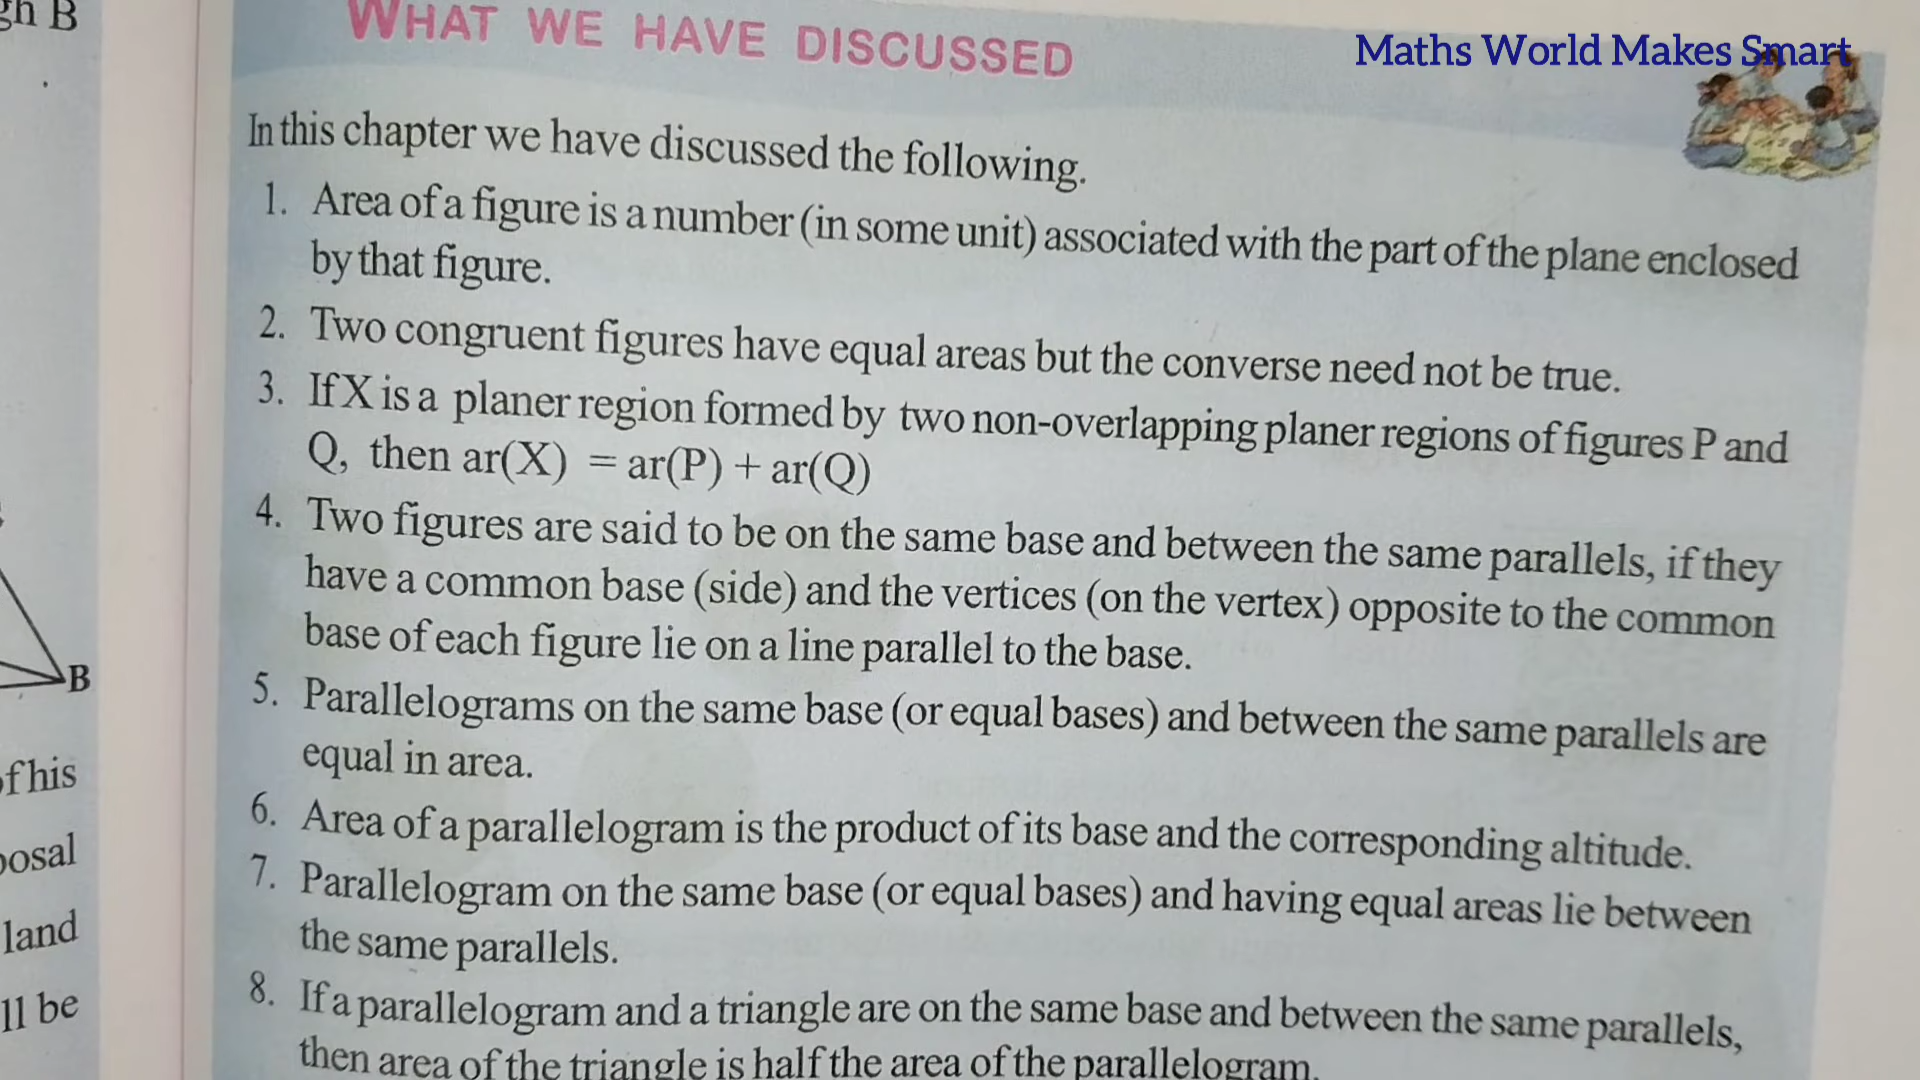 gh B
WHAT WE HAVE DISCUSSED
Maths World Makes Smart
In this chapter we have discussed the following.
1. Area of a figure is a number (in some unit) associated with the part of the plane enclosed
by that figure.
2. Two congruent figures have equal areas but the converse need not be true.
3. If X is a planer region formed by two non-overlapping planer regions of figures P and
Q, then ar(X) = ar(P) + ar(Q)
4. Two figures are said to be on the same base and between the same parallels, if they
have a common base (side) and the vertices (on the vertex) opposite to the common
base of each figure lie on a line parallel to the base.
5. Parallelograms on the same base (or equal bases) and between the same parallels are
equal in area.
6. Area of a parallelogram is the product of its base and the corresponding altitude.
7. Parallelogram on the same base (or equal bases) and having equal areas lie between
the same parallels.
8. If a parallelogram and a triangle are on the same base and between the same parallels,
then area of the triangle is half the area of the parallelogram.
B
of his
posal
land
ll be